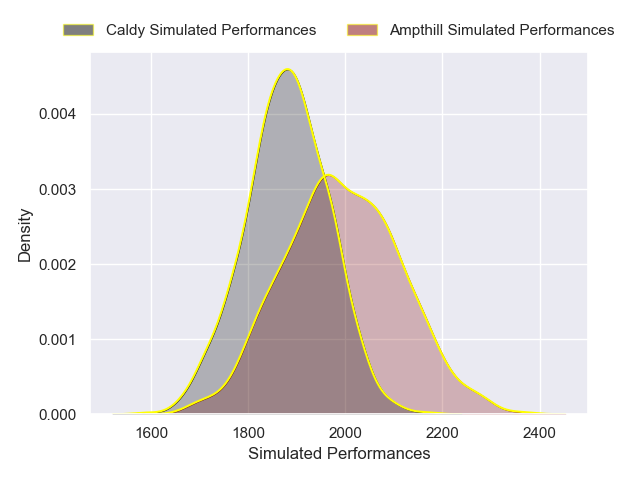 Caldy Simulated Performances Ampthill Simulated Performances
0.004
0.003
0.002
0.001
0.000
Density
1600 1800 2000 2200 2400
Simulated Performances